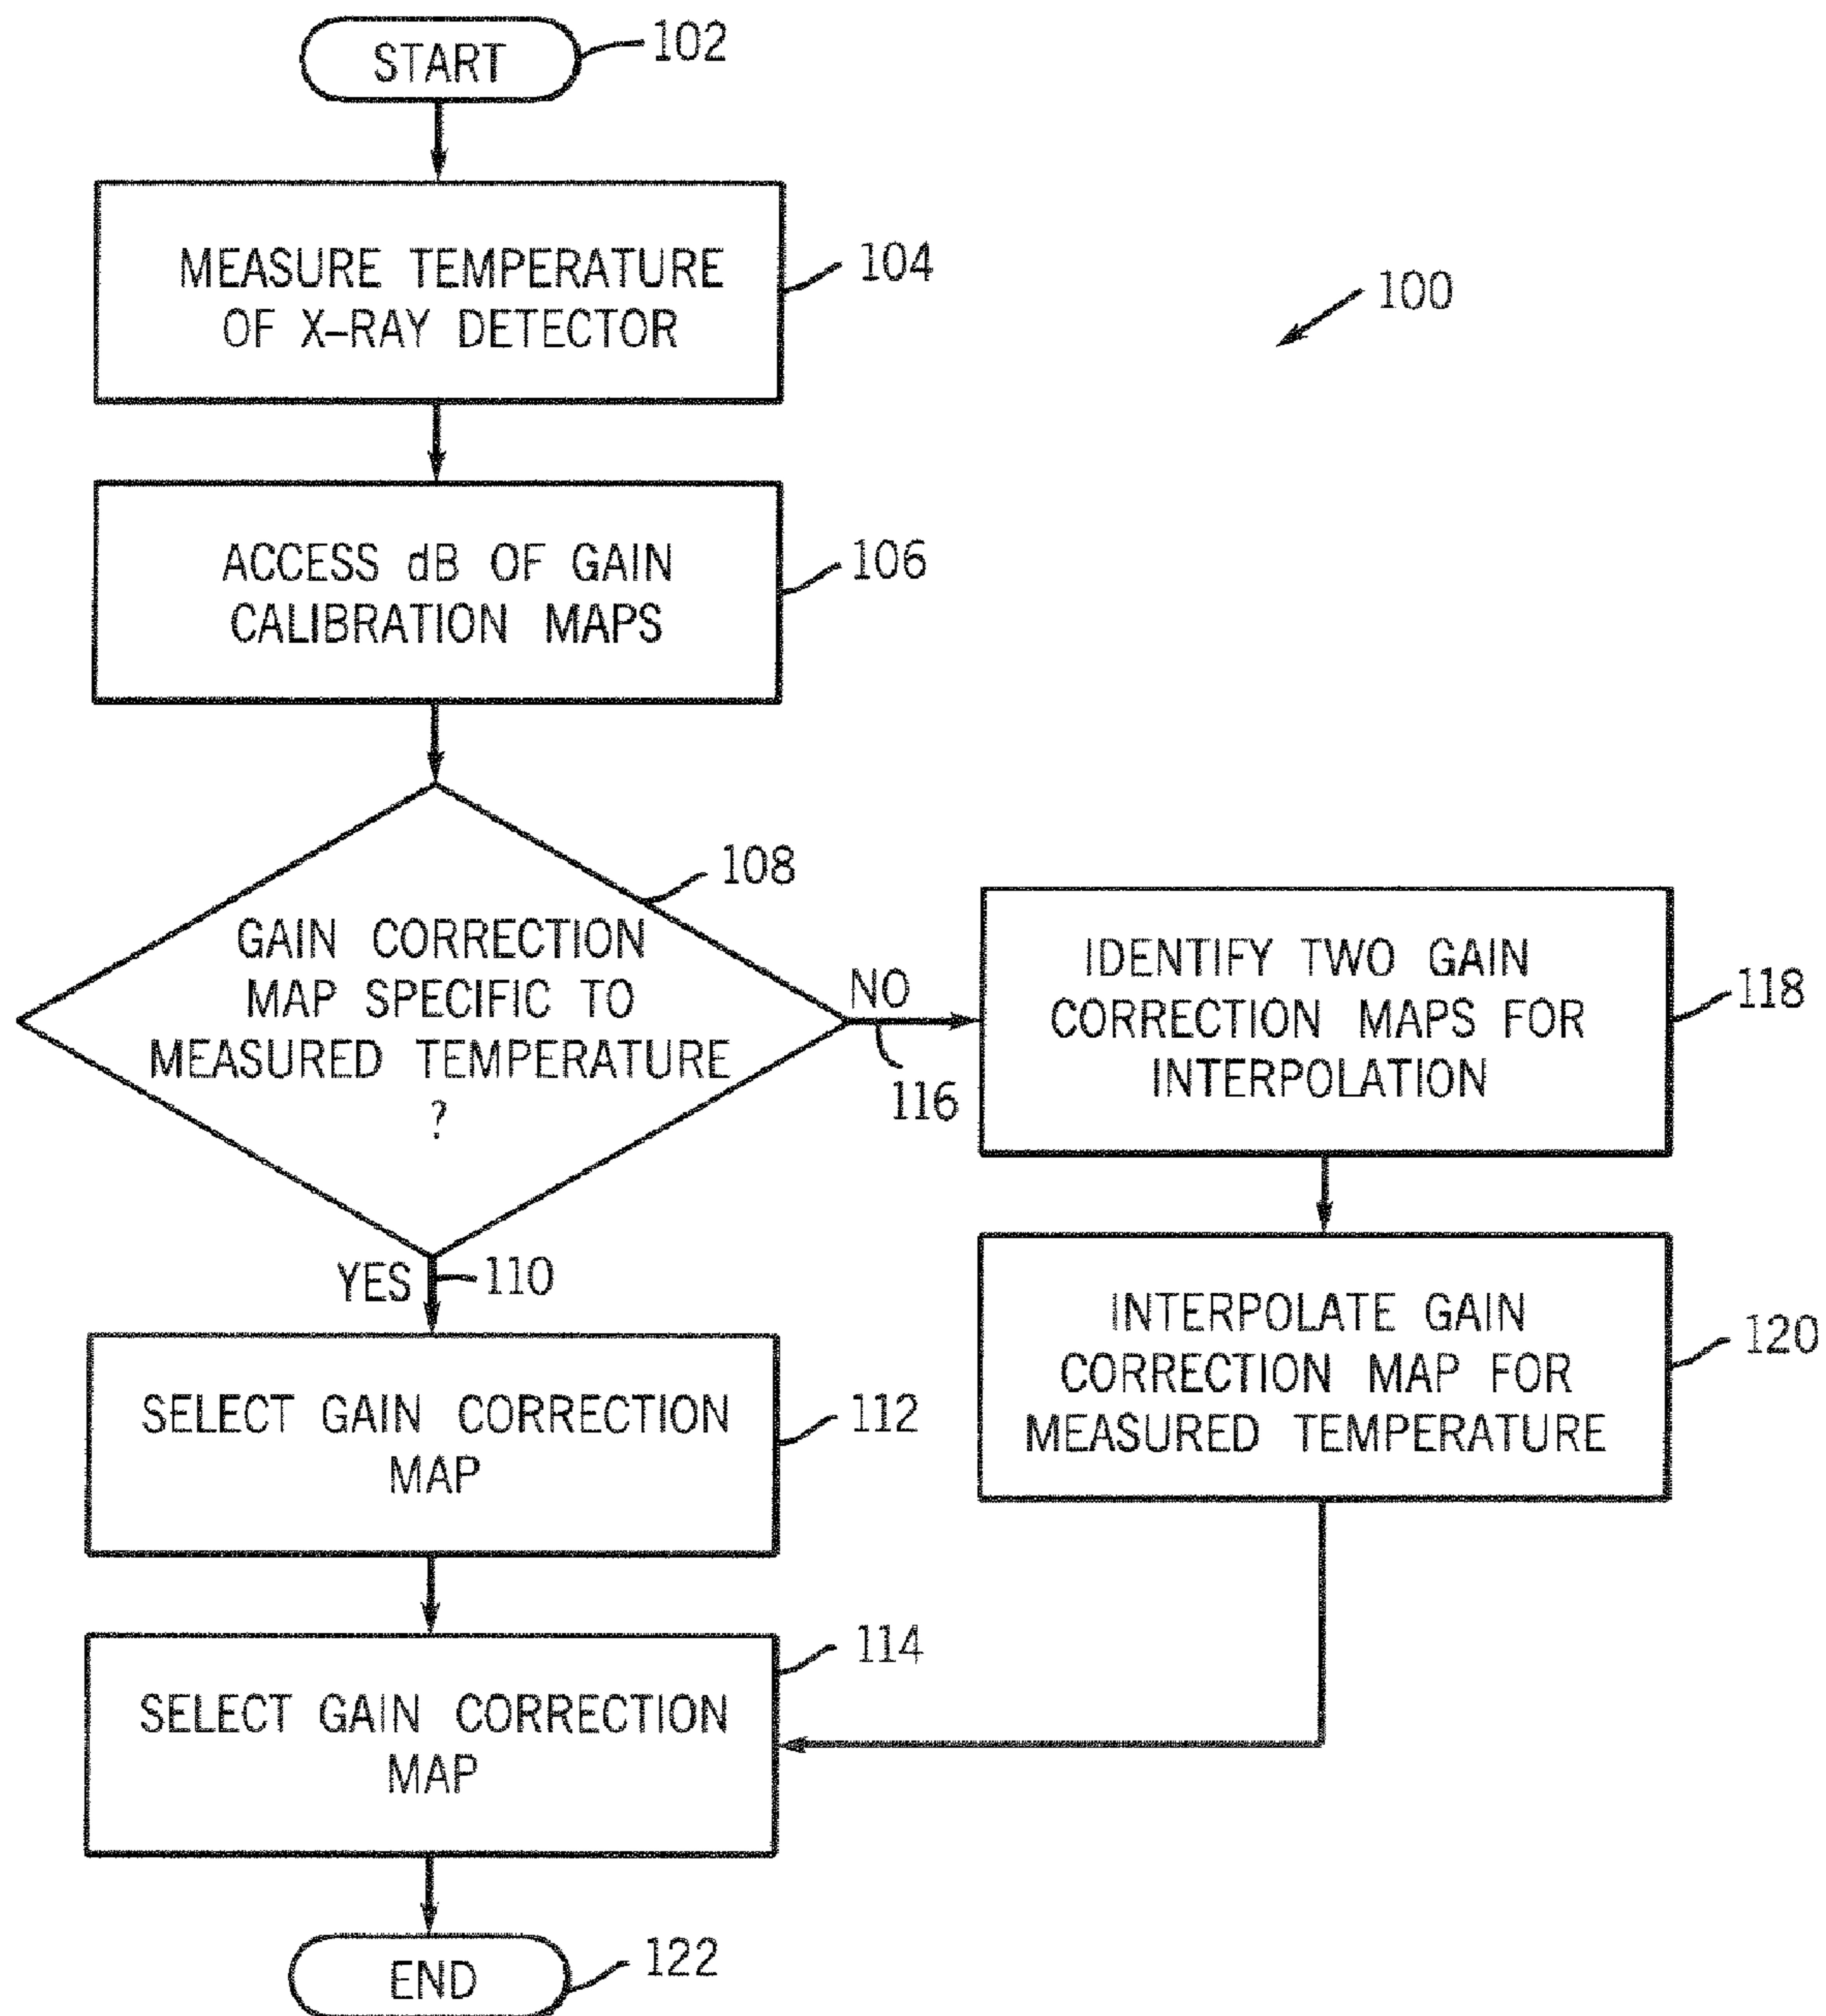 START
102
MEASURE TEMPERATURE
OF X-RAY DETECTOR
104
100
ACCESS dB OF GAIN
CALIBRATION MAPS
106
108
GAIN CORRECTION
MAP SPECIFIC TO
MEASURED TEMPERATURE
?
NO
116
IDENTIFY TWO GAIN
CORRECTION MAPS FOR
INTERPOLATION
118
YES
110
INTERPOLATE GAIN
CORRECTION MAP FOR
MEASURED TEMPERATURE
120
SELECT GAIN CORRECTION
MAP
112
SELECT GAIN CORRECTION
MAP
114
END
122